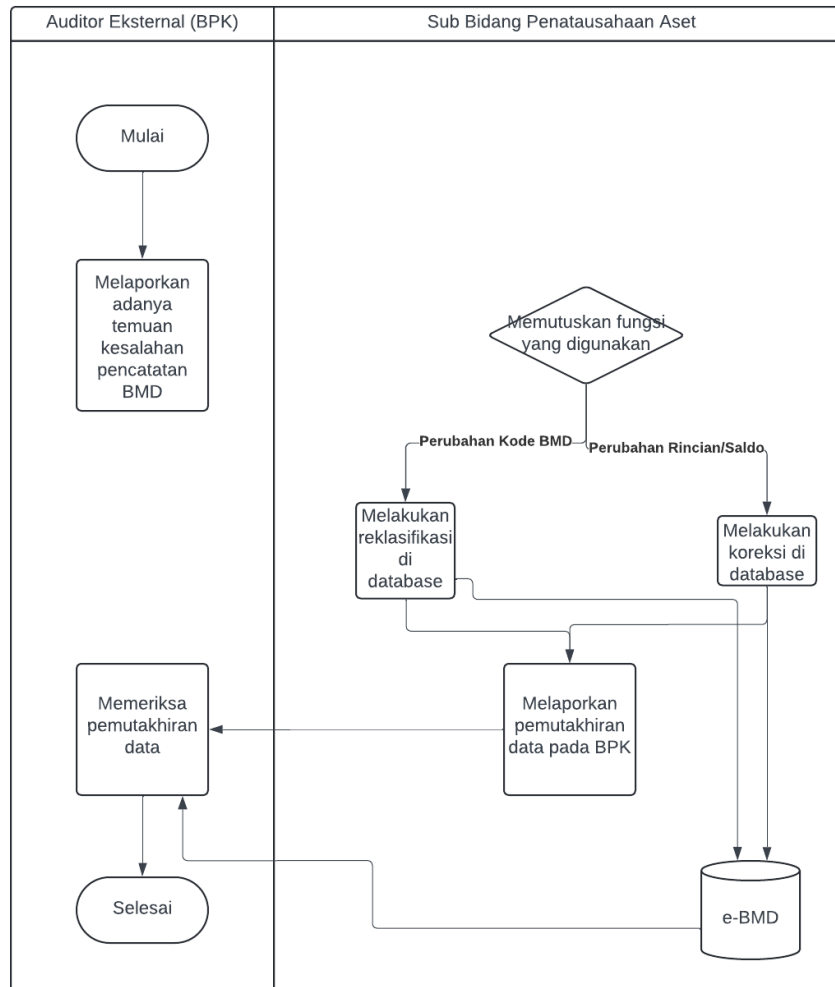 Auditor Eksternal (BPK)
Sub Bidang Penatausahaan Aset
Mulai
Melaporkan
adanya
temuan
kesalahan
pencatatan
BMD
Memutuskan fungsi
yang digunakan
Perubahan Kode BMD
Perubahan Rincian/Saldo
Melakukan
reklasifikasi
di
database
Melakukan
koreksi di
database
Memeriksa
pemutakhiran
data
Melaporkan
pemutakhiran
data pada BPK
Selesai
e-BMD